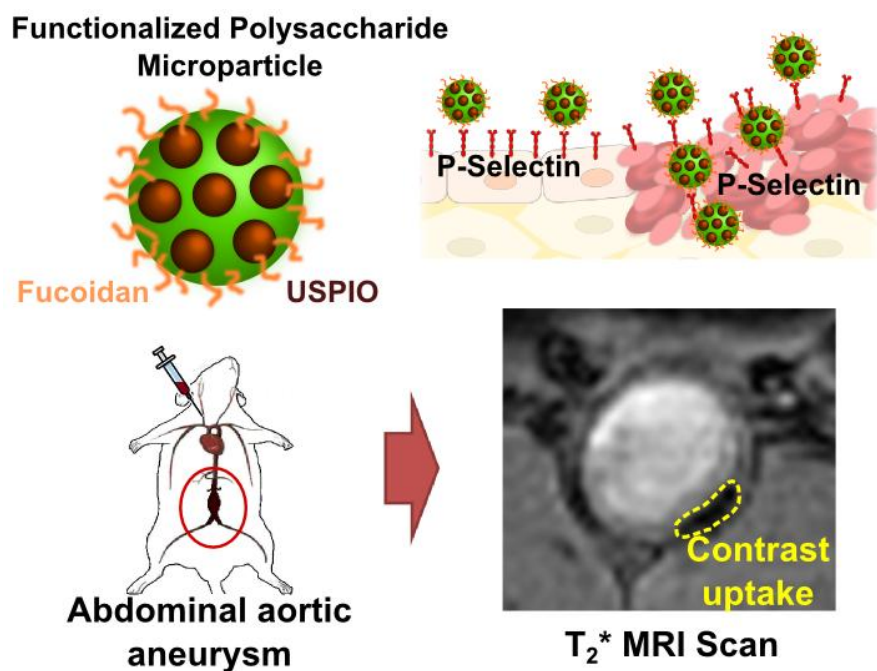 Functionalized Polysaccharide
Microparticle
Fucoidan
USPIO
P-Selectin
P-Selectin
Abdominal aortic
aneurysm
Contrast
uptake
T₂* MRI Scan